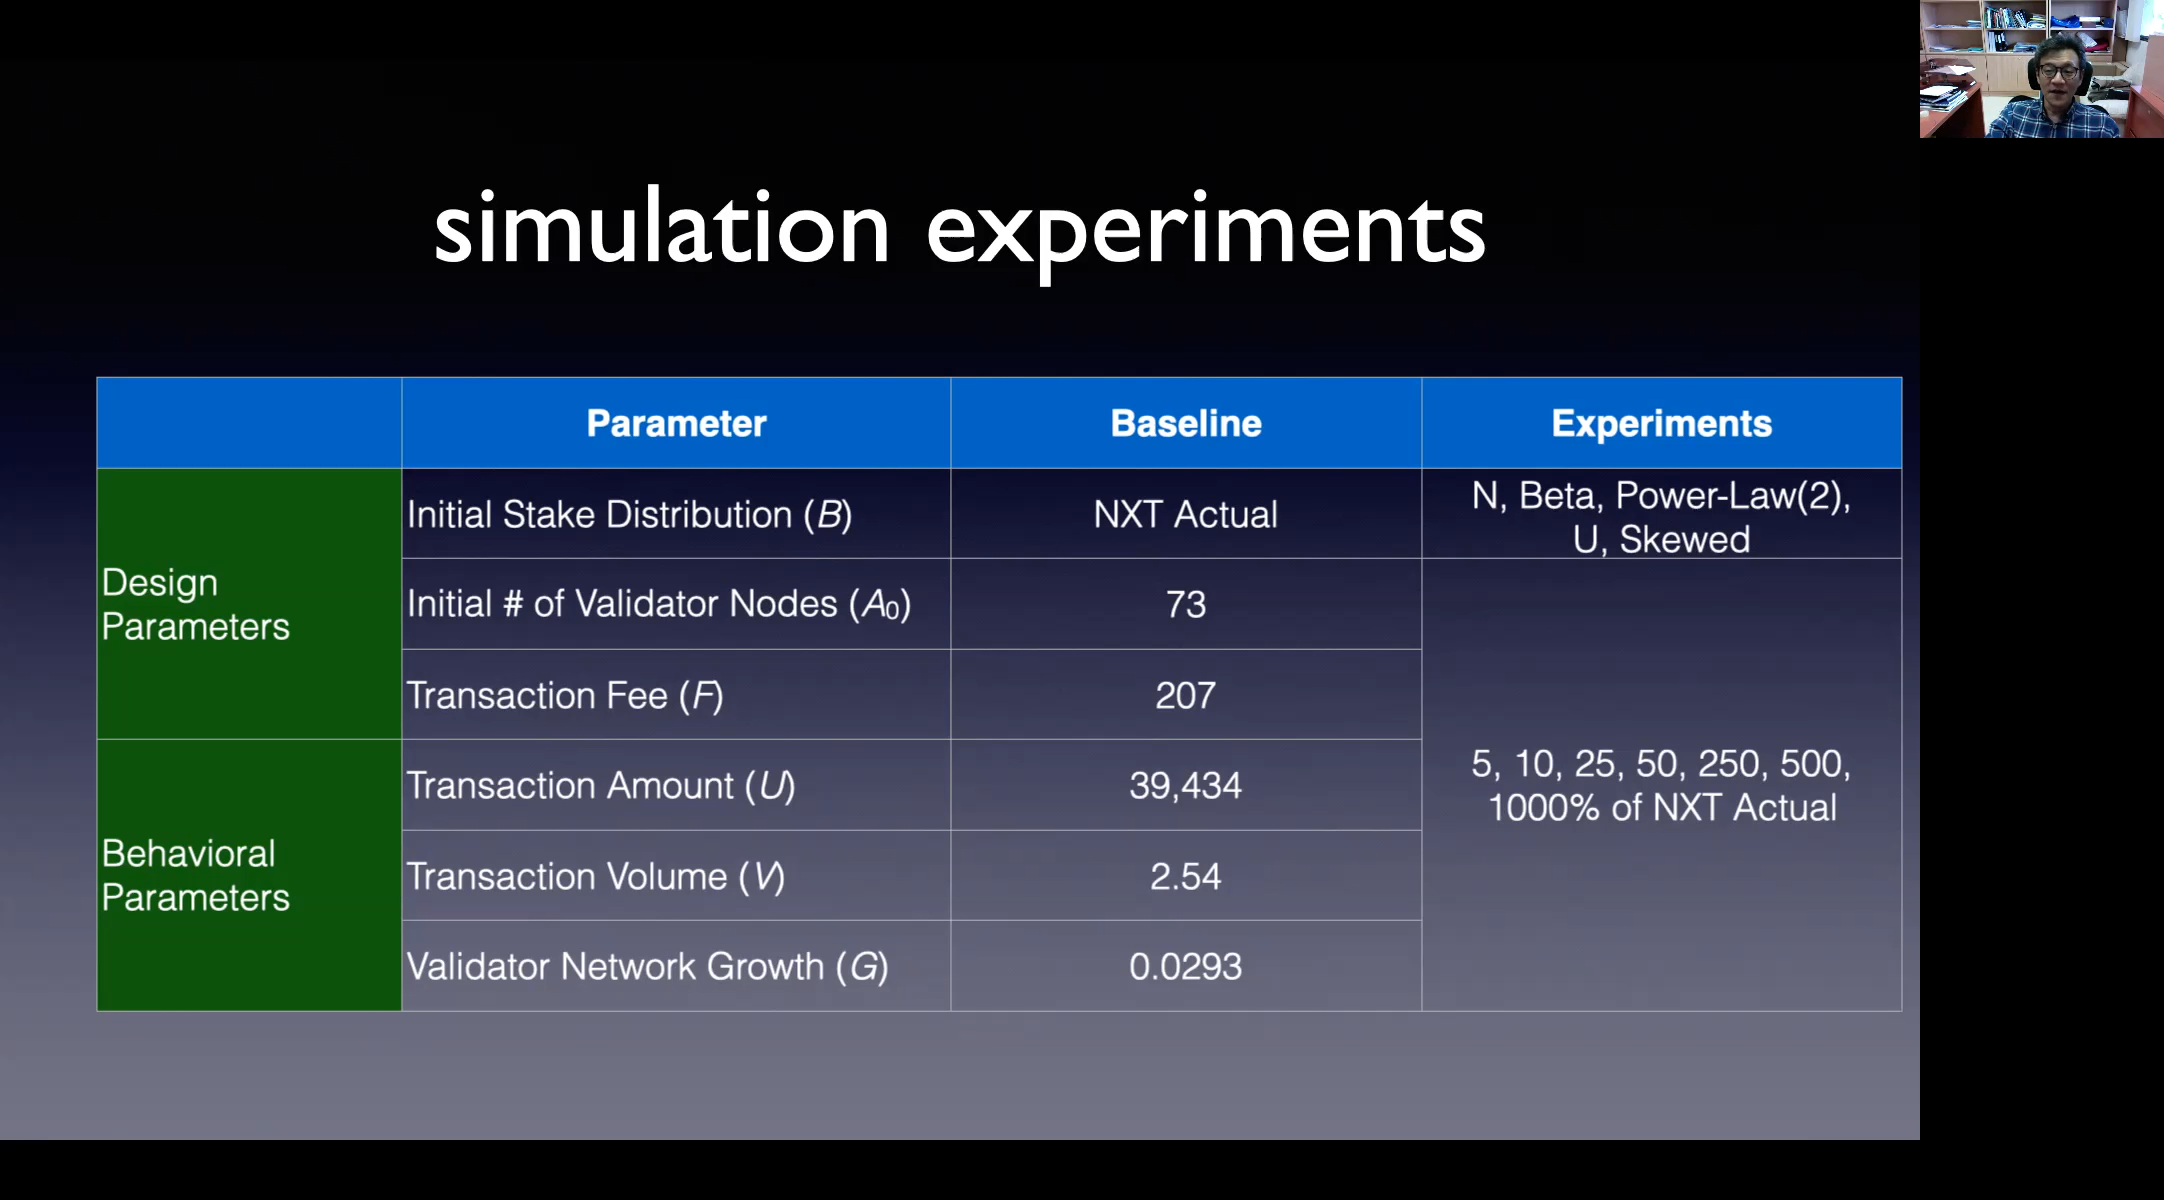 simulation experiments
Parameter
Baseline
Experiments
Design
Parameters
Initial Stake Distribution (B)
NXT Actual
N, Beta, Power-Law(2),
U, Skewed
Initial # of Validator Nodes (A₀)
73
5, 10, 25, 50, 250, 500,
1000% of NXT Actual
Transaction Fee (F)
207
Behavioral
Parameters
Transaction Amount (U)
39,434
Transaction Volume (V)
2.54
Validator Network Growth (G)
0.0293